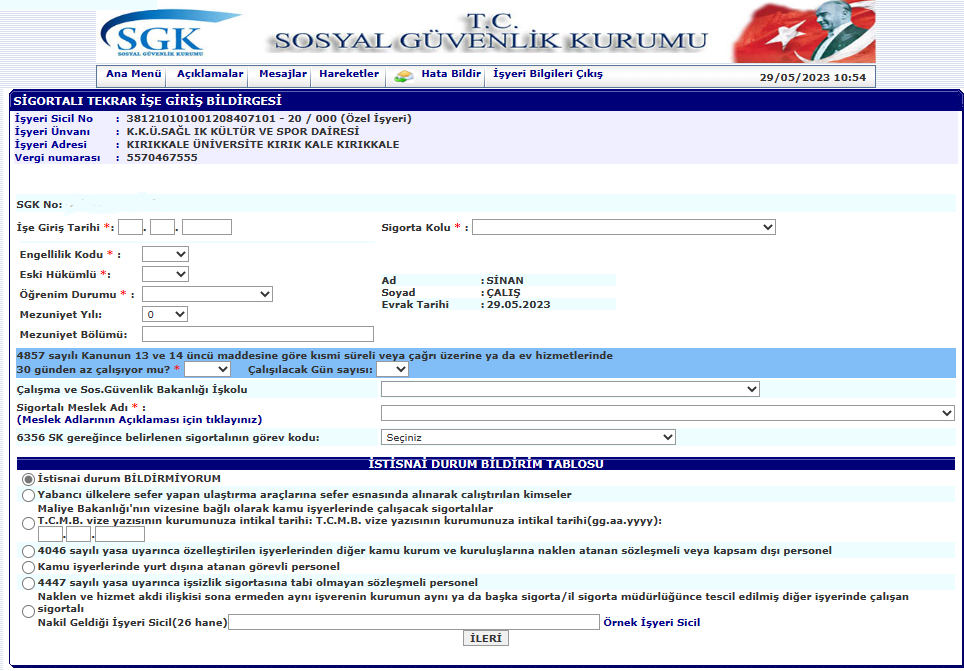 SGK
SOSYAL GÜVENLİK KURUMU
T.C.
SOSYAL GÜVENLİK KURUMU
Ana Menü Açıklamalar Mesajlar Hareketler Hata Bildir İşyeri Bilgileri Çıkış 29/05/2023 10:54
SİGORTALI TEKRAR İŞE GİRİŞ BİLDİRGESİ
İşyeri Sicil No : 381210101001208407101 - 20 / 000 (Özel İşyeri)
İşyeri Ünvanı : K.K.Ü.SAĞL IK KÜLTÜR VE SPOR DAİRESİ
İşyeri Adresi : KIRIKKALE ÜNİVERSİTE KIRIK KALE KIRIKKALE
Vergi numarası : 5570467555
SGK No:
İşe Giriş Tarihi *: . . Sigorta Kolu * :
Engellilik Kodu * :
Eski Hükümlü *:
Ad : SİNAN
Öğrenim Durumu * : Soyad : ÇALIŞ
Evrak Tarihi : 29.05.2023
Mezuniyet Yılı: 0
Mezuniyet Bölümü:
4857 sayılı Kanunun 13 ve 14 üncü maddesine göre kısmi süreli veya çağrı üzerine ya da ev hizmetlerinde
30 günden az çalışıyor mu? * Çalışılacak Gün sayısı:
Çalışma ve Sos.Güvenlik Bakanlığı İşkolu
Sigortalı Meslek Adı * :
(Meslek Adlarının Açıklaması için tıklayınız)
6356 SK gereğince belirlenen sigortalının görev kodu: Seçiniz
İSTİSNAİ DURUM BİLDİRİM TABLOSU
İstisnai durum BİLDİRMİYORUM
Yabancı ülkelere sefer yapan ulaştırma araçlarına sefer esnasında alınarak calıştırılan kimseler
Maliye Bakanlığı'nın vizesine bağlı olarak kamu işyerlerinde çalışacak sigortalılar
T.C.M.B. vize yazısının kurumunuza intikal tarihi: T.C.M.B. vize yazısının kurumunuza intikal tarihi(gg.aa.yyyy):
. .
4046 sayılı yasa uyarınca özelleştirilen işyerlerinden diğer kamu kurum ve kuruluşlarına naklen atanan sözleşmeli veya kapsam dışı personel
Kamu işyerlerinde yurt dışına atanan görevli personel
4447 sayılı yasa uyarınca işsizlik sigortasına tabi olmayan sözleşmeli personel
Naklen ve hizmet akdi ilişkisi sona ermeden aynı işverenin kurumun aynı ya da başka sigorta/il sigorta müdürlüğünce tescil edilmiş diğer işyerinde çalışan
sigortalı
Nakil Geldiği İşyeri Sicil(26 hane) Örnek İşyeri Sicil
İLERİ